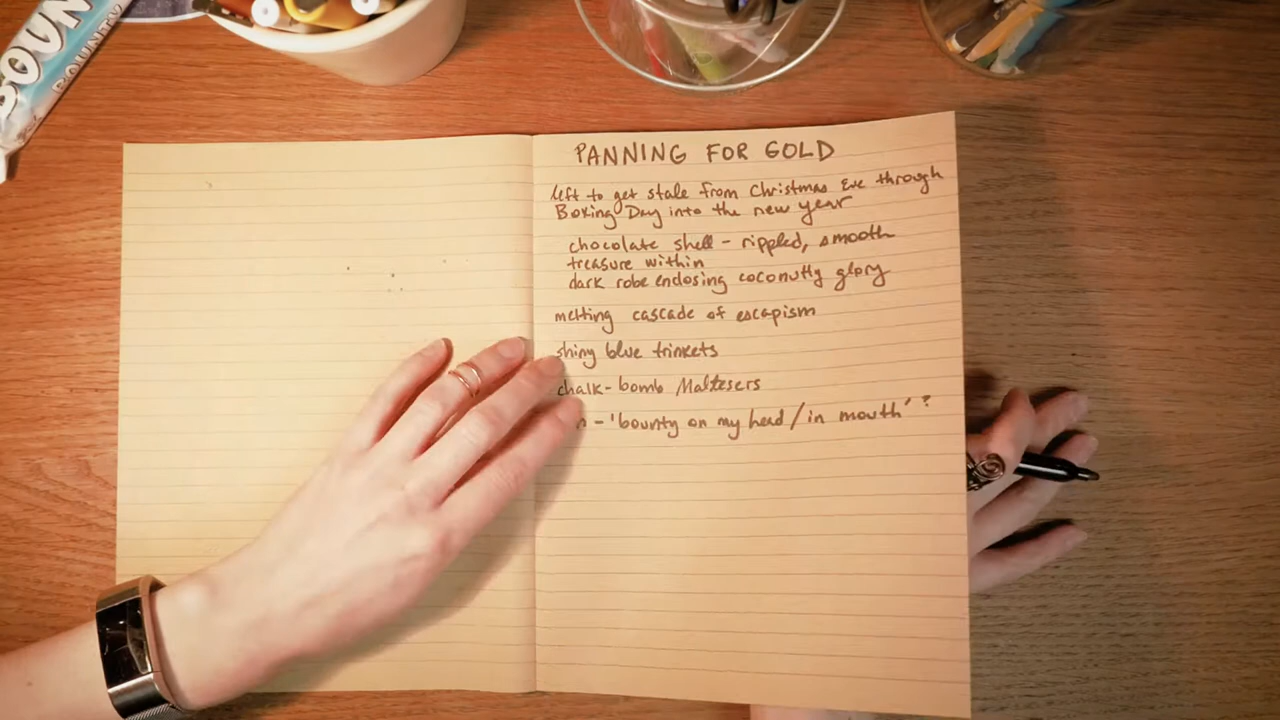 BOUN
BOUNTY
PANNING FOR GOLD
left to get stale from Christmas Eve through
Boxing Day into the new year
chocolate shell - rippled, smooth
treasure within
dark robe enclosing coconutty glory
melting cascade of escapism
shiny blue trinkets
chalk-bomb Maltesers
- 'bounty on my head / in mouth' ?